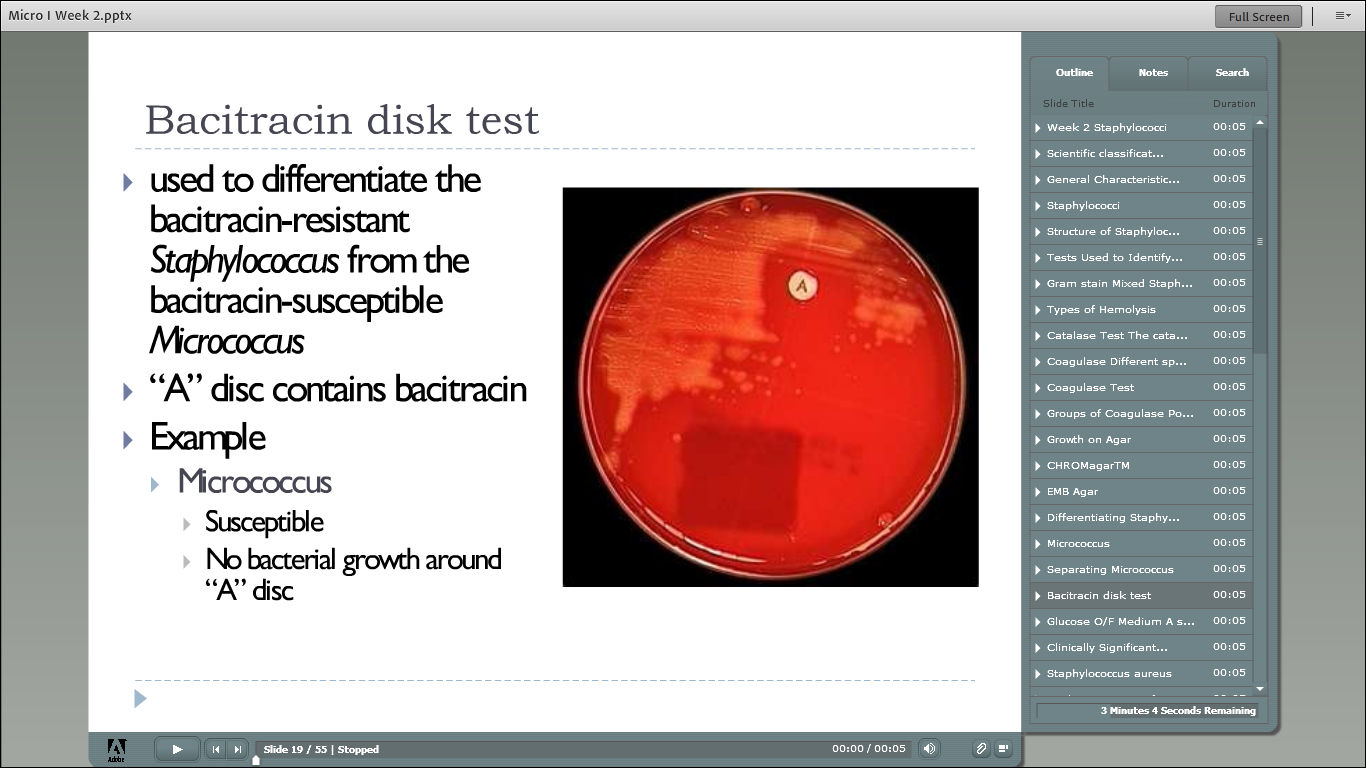 Micro I Week 2.pptx
Full Screen
Bacitracin disk test
used to differentiate the
bacitracin-resistant
Staphylococcus from the
bacitracin-susceptible
Micrococcus
“A” disc contains bacitracin
Example
Micrococcus
Susceptible
No bacterial growth around
“A” disc
A
Outline Notes Search
Slide Title Duration
Week 2 Staphylococci 00:05
Scientific classificat... 00:05
General Characteristic... 00:05
Staphylococci 00:05
Structure of Staphyloc... 00:05
Tests Used to Identify... 00:05
Gram stain Mixed Staph... 00:05
Types of Hemolysis 00:05
Catalase Test The cata... 00:05
Coagulase Different sp... 00:05
Coagulase Test 00:05
Groups of Coagulase Po... 00:05
Growth on Agar 00:05
CHROMagarTM 00:05
EMB Agar 00:05
Differentiating Staphy... 00:05
Micrococcus 00:05
Separating Micrococcus 00:05
Bacitracin disk test 00:05
Glucose O/F Medium A s... 00:05
Clinically Significant... 00:05
Staphylococcus aureus 00:05
3 Minutes 4 Seconds Remaining
Adobe
Slide 19 / 55 | Stopped 00:00 / 00:05